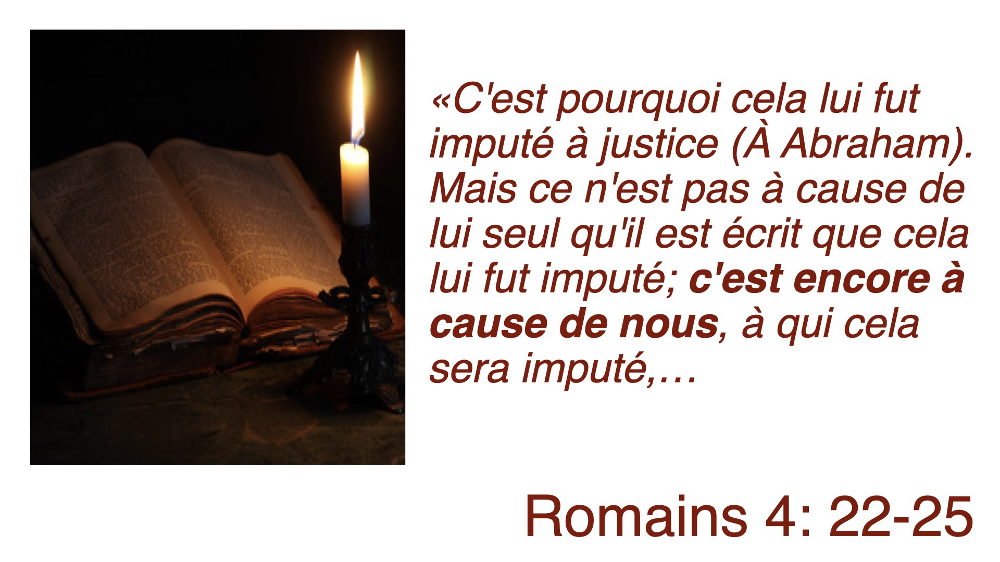 «C'est pourquoi cela lui fut
imputé à justice (À Abraham).
Mais ce n'est pas à cause de
lui seul qu'il est écrit que cela
lui fut imputé; c'est encore à
cause de nous, à qui cela
sera imputé,…
Romains 4: 22-25